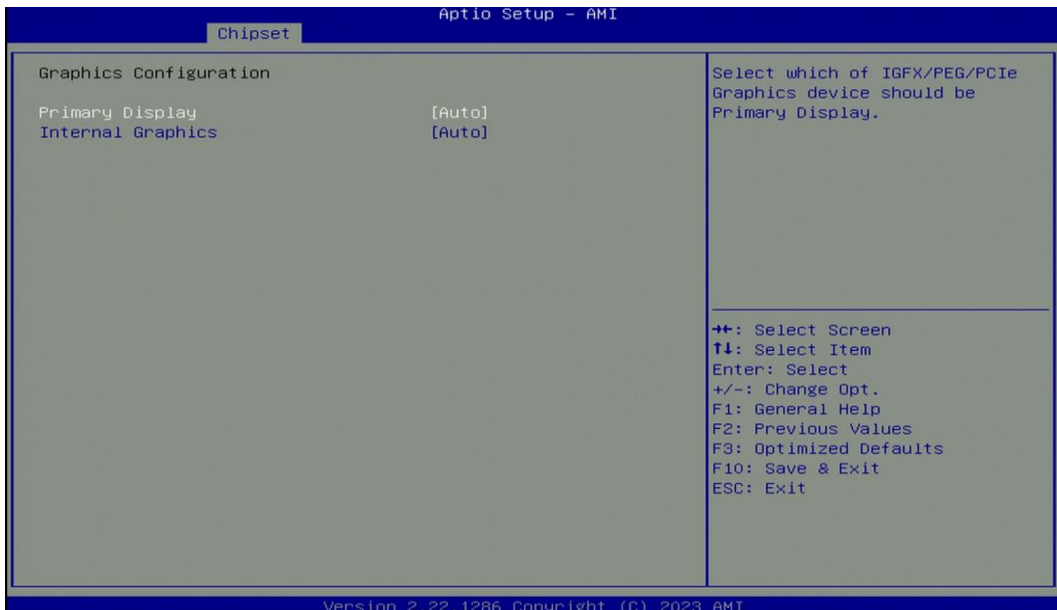 Aptio Setup – AMI
Chipset
Graphics Configuration
Primary Display [Auto]
Internal Graphics [Auto]
Select which of IGFX/PEG/PCIe
Graphics device should be
Primary Display.
→←: Select Screen
↑↓: Select Item
Enter: Select
+/-: Change Opt.
F1: General Help
F2: Previous Values
F3: Optimized Defaults
F10: Save & Exit
ESC: Exit
Version 2.22.1286 Copyright (C) 2023 AMI